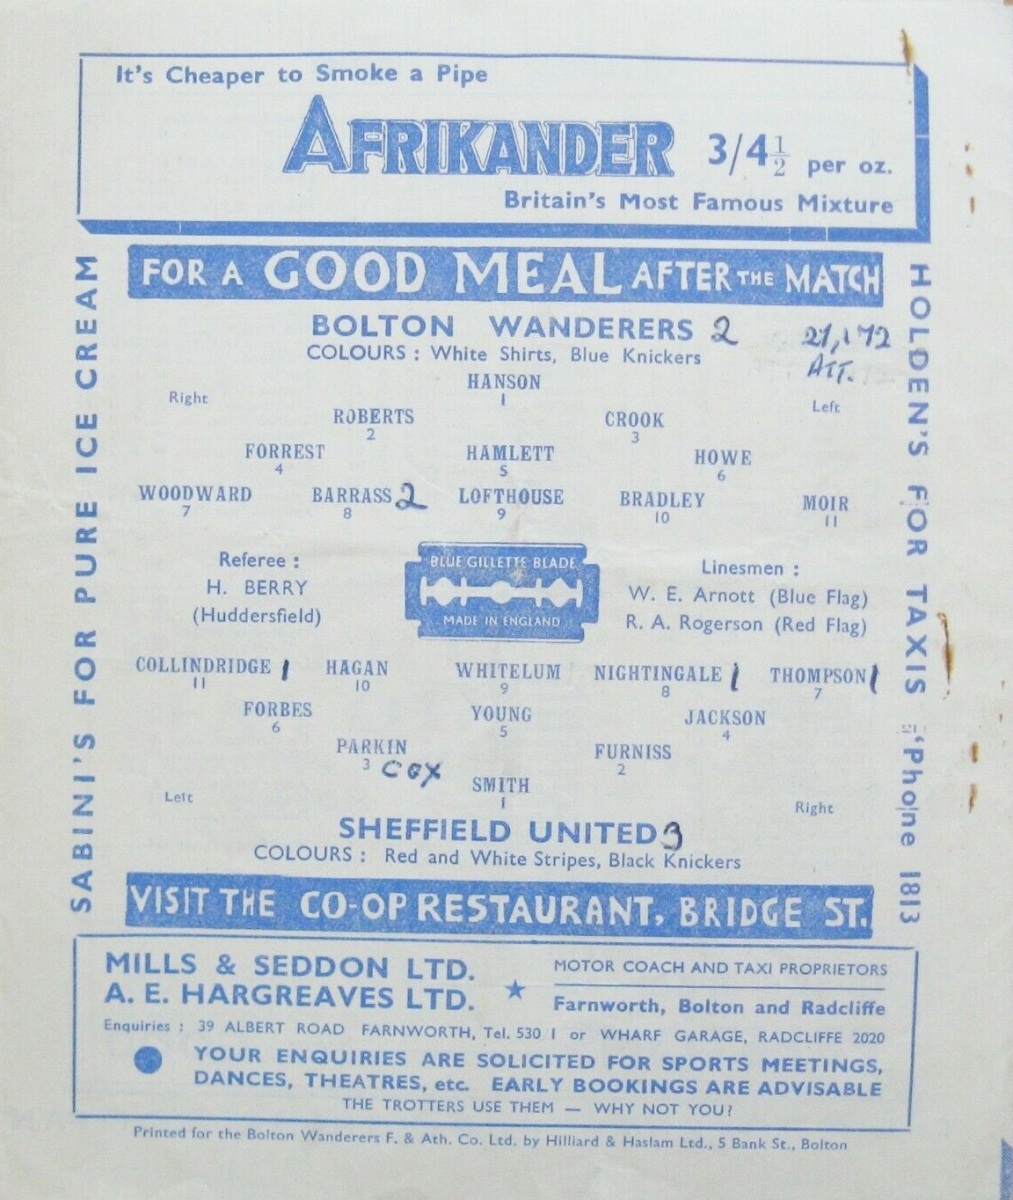 It's Cheaper to Smoke a Pipe
AFRIKANDER 3/4½ per oz.
Britain's Most Famous Mixture
SABINI'S FOR PURE ICE CREAM
HOLDEN'S FOR TAXIS 'Phone 1813
FOR A GOOD MEAL AFTER THE MATCH
BOLTON WANDERERS 2
COLOURS : White Shirts, Blue Knickers
ATT.
HANSON
1
Right
Left
ROBERTS CROOK
2 3
FORREST HAMLETT HOWE
4 5 6
WOODWARD BARRASS 2 LOFTHOUSE BRADLEY MOIR
7 8 9 10 11
Referee :
H. BERRY
(Huddersfield)
BLUE GILLETTE BLADE
MADE IN ENGLAND
Linesmen :
W. E. Arnott (Blue Flag)
R. A. Rogerson (Red Flag)
COLLINDRIDGE 1 HAGAN WHITELUM NIGHTINGALE 1 THOMPSON 1
11 10 9 8 7
FORBES YOUNG JACKSON
6 5 4
PARKIN FURNISS
3 COX 2
SMITH
1
Left
Right
SHEFFIELD UNITED 3
COLOURS : Red and White Stripes, Black Knickers
VISIT THE CO-OP RESTAURANT, BRIDGE ST.
MILLS & SEDDON LTD.
A. E. HARGREAVES LTD.
MOTOR COACH AND TAXI PROPRIETORS
Farnworth, Bolton and Radcliffe
Enquiries : 39 ALBERT ROAD FARNWORTH, Tel. 530 1 or WHARF GARAGE, RADCLIFFE 2020
YOUR ENQUIRIES ARE SOLICITED FOR SPORTS MEETINGS,
DANCES, THEATRES, etc. EARLY BOOKINGS ARE ADVISABLE
THE TROTTERS USE THEM — WHY NOT YOU?
Printed for the Bolton Wanderers F. & Ath. Co. Ltd. by Hilliard & Haslam Ltd., 5 Bank St., Bolton